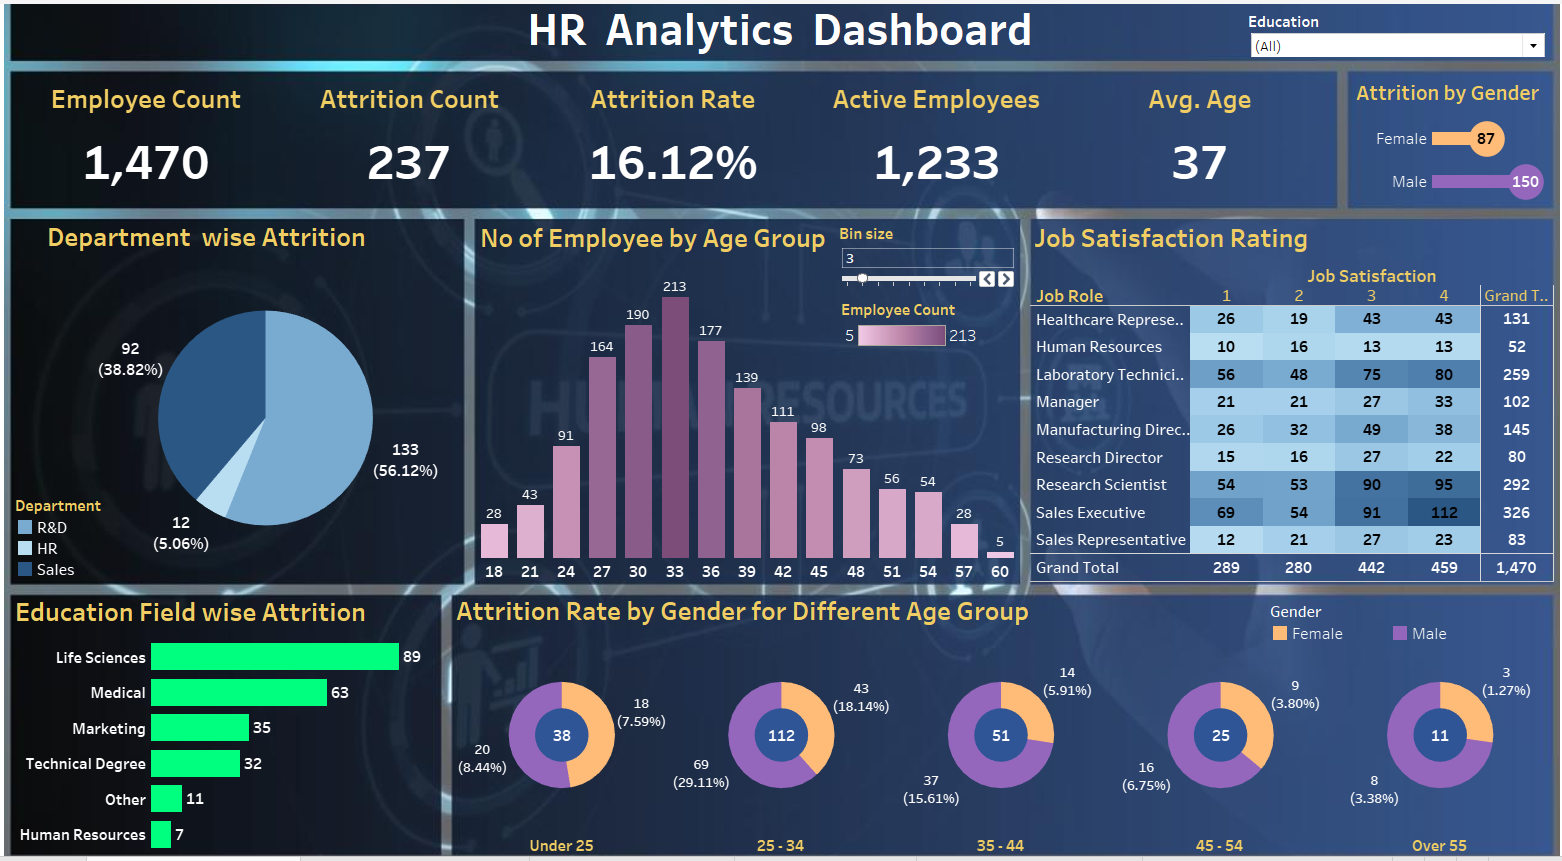 HR Analytics Dashboard
Education
(All)
Employee Count
1,470
Attrition Count
237
Attrition Rate
16.12%
Active Employees
1,233
Avg. Age
37
Attrition by Gender
Female 87
Male 150
Department wise Attrition
92
(38.82%)
133
(56.12%)
12
(5.06%)
Department
R&D
HR
Sales
No of Employee by Age Group
Bin size
3
Employee Count
5 213
28 43 91 164 190 213 177 139 111 98 73 56 54 28 5
18 21 24 27 30 33 36 39 42 45 48 51 54 57 60
HUMAN RESOURCES
Job Satisfaction Rating
Job Satisfaction
Job Role 1 2 3 4 Grand T..
Healthcare Represe.. 26 19 43 43 131
Human Resources 10 16 13 13 52
Laboratory Technici.. 56 48 75 80 259
Manager 21 21 27 33 102
Manufacturing Direc.. 26 32 49 38 145
Research Director 15 16 27 22 80
Research Scientist 54 53 90 95 292
Sales Executive 69 54 91 112 326
Sales Representative 12 21 27 23 83
Grand Total 289 280 442 459 1,470
Education Field wise Attrition
Life Sciences 89
Medical 63
Marketing 35
Technical Degree 32
Other 11
Human Resources 7
Attrition Rate by Gender for Different Age Group
Gender
Female Male
18
(7.59%)
38
20
(8.44%)
Under 25
43
(18.14%)
112
69
(29.11%)
25 - 34
14
(5.91%)
51
37
(15.61%)
35 - 44
9
(3.80%)
25
16
(6.75%)
45 - 54
3
(1.27%)
11
8
(3.38%)
Over 55